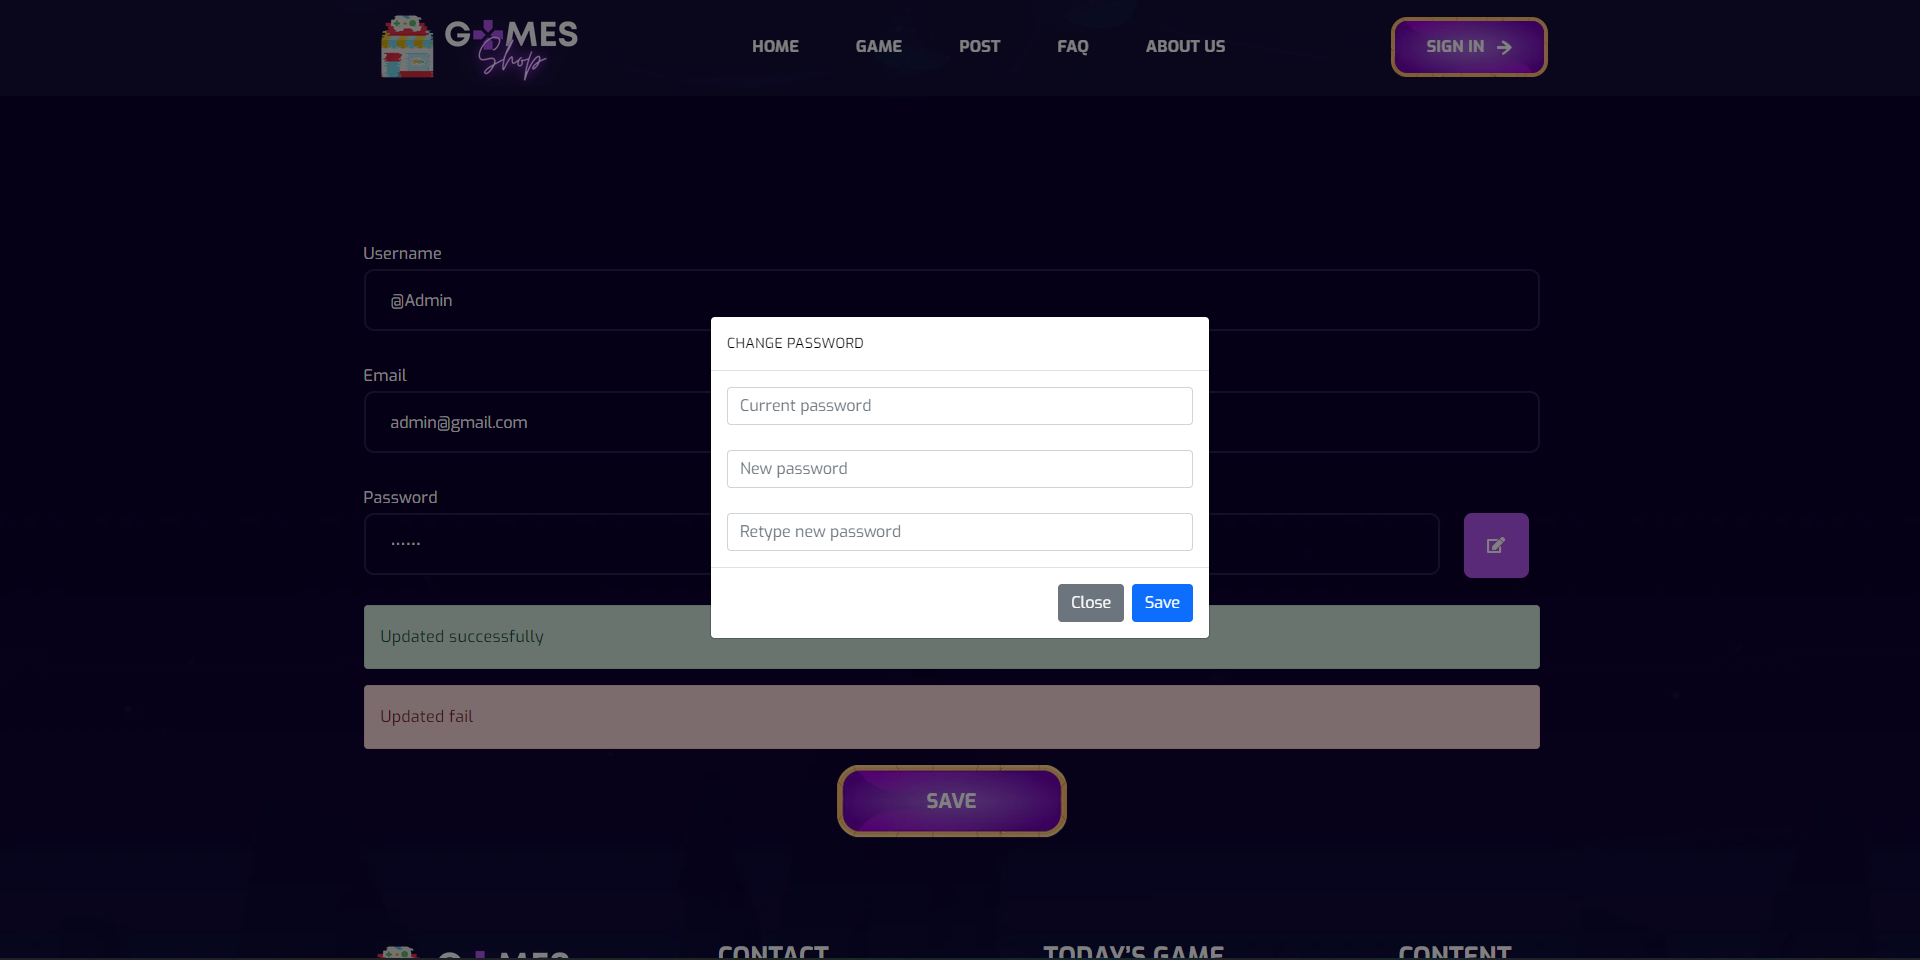 GAMES
Shop
HOME
GAME
POST
FAQ
ABOUT US
SIGN IN
Username
@Admin
Email
admin@gmail.com
Password
CHANGE PASSWORD
Current password
New password
Retype new password
Close
Save
Updated successfully
Updated fail
SAVE
GAMES
CONTACT
TODAY'S GAME
CONTENT